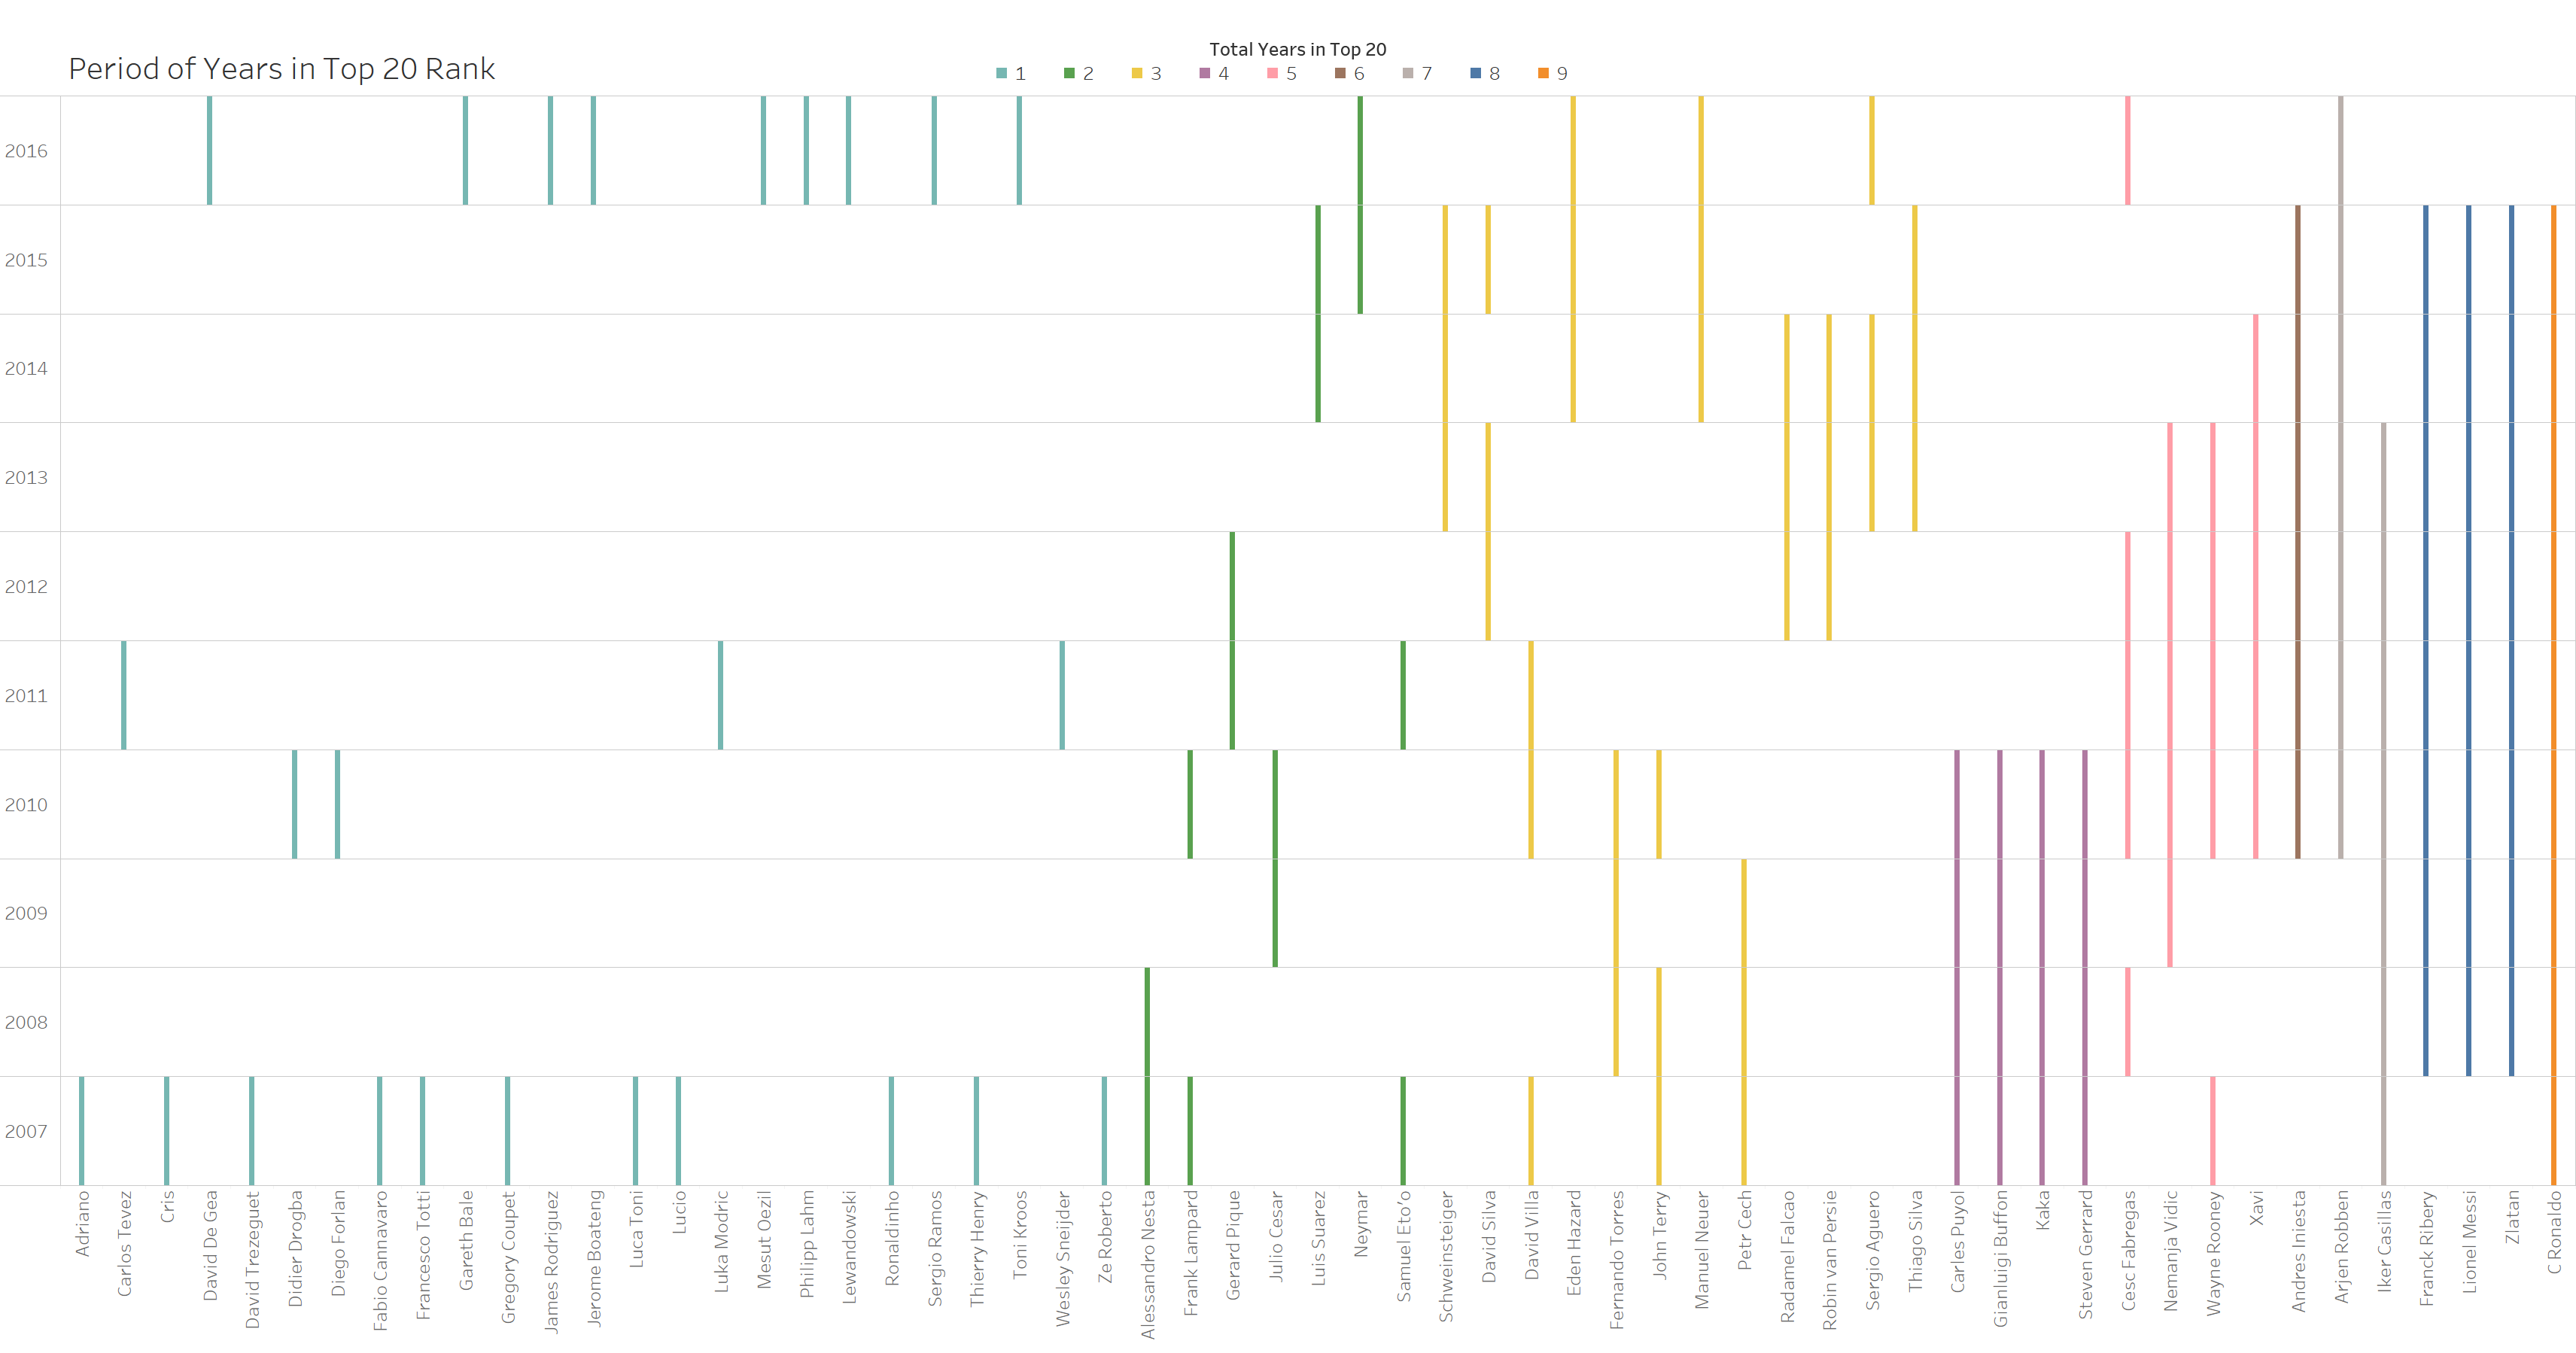 Total Years in Top 20
Period of Years in Top 20 Rank
1 2 3 4 5 6 7 8 9
2016
2015
2014
2013
2012
2011
2010
2009
2008
2007
Adriano
Carlos Tevez
Cris
David De Gea
David Trezeguet
Didier Drogba
Diego Forlan
Fabio Cannavaro
Francesco Totti
Gareth Bale
Gregory Coupet
James Rodriguez
Jerome Boateng
Luca Toni
Lucio
Luka Modric
Mesut Oezil
Philipp Lahm
Lewandowski
Ronaldinho
Sergio Ramos
Thierry Henry
Toni Kroos
Wesley Sneijder
Ze Roberto
Alessandro Nesta
Frank Lampard
Gerard Pique
Julio Cesar
Luis Suarez
Neymar
Samuel Eto’o
Schweinsteiger
David Silva
David Villa
Eden Hazard
Fernando Torres
John Terry
Manuel Neuer
Petr Cech
Radamel Falcao
Robin van Persie
Sergio Aguero
Thiago Silva
Carles Puyol
Gianluigi Buffon
Kaka
Steven Gerrard
Cesc Fabregas
Nemanja Vidic
Wayne Rooney
Xavi
Andres Iniesta
Arjen Robben
Iker Casillas
Franck Ribery
Lionel Messi
Zlatan
C Ronaldo